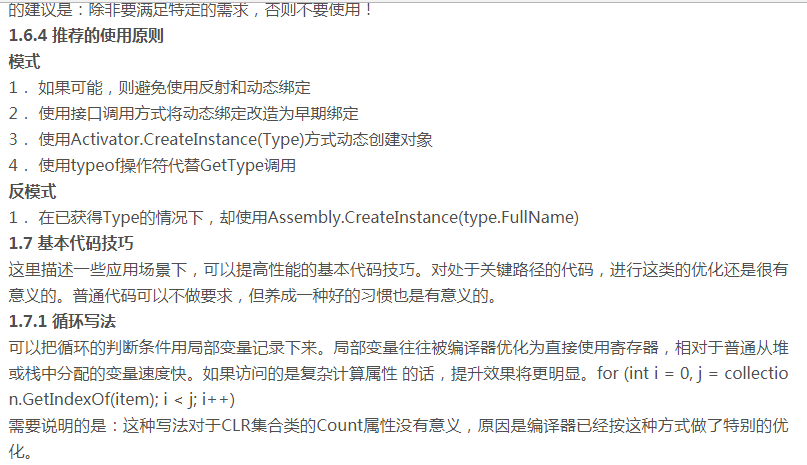 的建议是：除非要满足特定的需求，否则不要使用！
1.6.4 推荐的使用原则
模式
1． 如果可能，则避免使用反射和动态绑定
2． 使用接口调用方式将动态绑定改造为早期绑定
3． 使用Activator.CreateInstance(Type)方式动态创建对象
4． 使用typeof操作符代替GetType调用
反模式
1． 在已获得Type的情况下，却使用Assembly.CreateInstance(type.FullName)
1.7 基本代码技巧
这里描述一些应用场景下，可以提高性能的基本代码技巧。对处于关键路径的代码，进行这类的优化还是很有
意义的。普通代码可以不做要求，但养成一种好的习惯也是有意义的。
1.7.1 循环写法
可以把循环的判断条件用局部变量记录下来。局部变量往往被编译器优化为直接使用寄存器，相对于普通从堆
或栈中分配的变量速度快。如果访问的是复杂计算属性 的话，提升效果将更明显。for (int i = 0, j = collectio
n.GetIndexOf(item); i < j; i++)
需要说明的是：这种写法对于CLR集合类的Count属性没有意义，原因是编译器已经按这种方式做了特别的优
化。